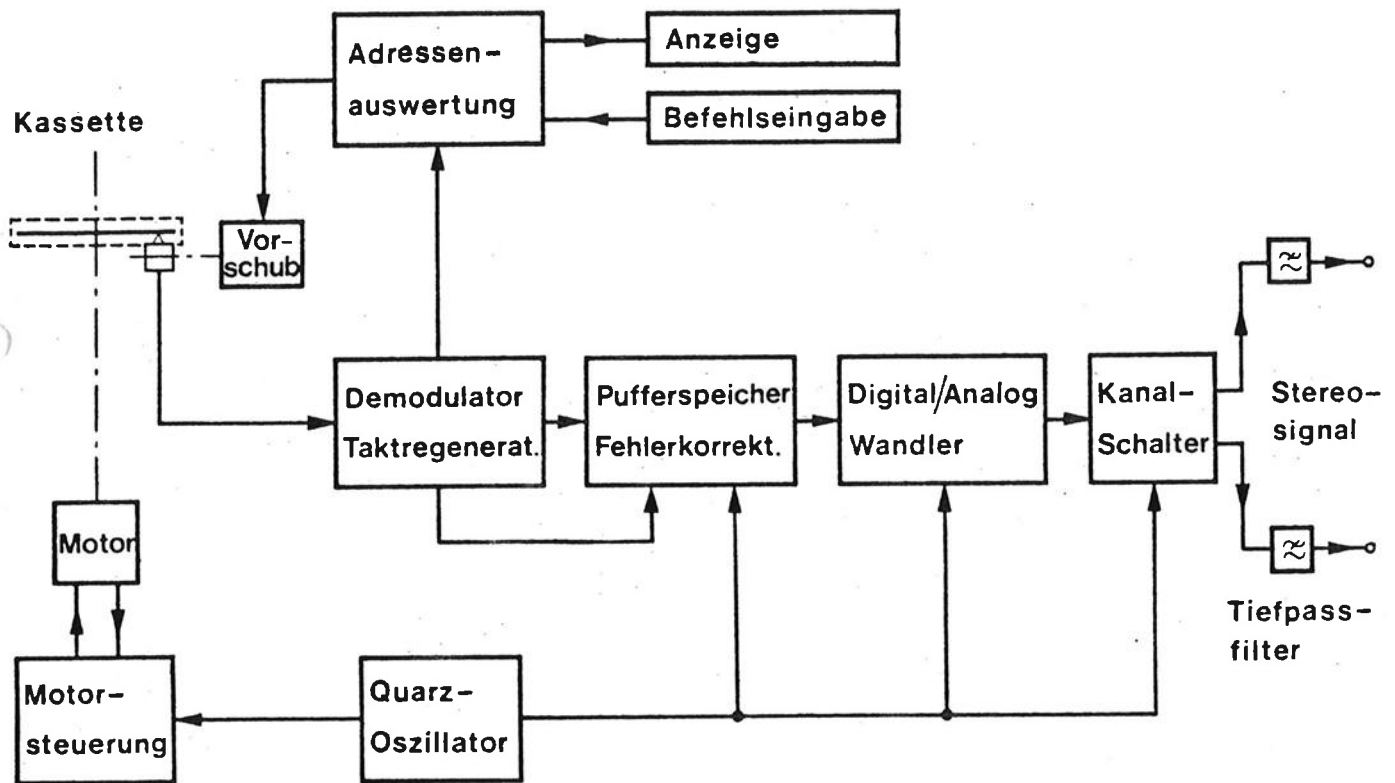 Adressen-
auswertung
Anzeige
Befehlseingabe
Kassette
Vor-
schub
Demodulator
Taktregenerat.
Pufferspeicher
Fehlerkorrekt.
Digital/Analog
Wandler
Kanal-
Schalter
Stereo-
signal
Motor
Tiefpass-
filter
Motor-
steuerung
Quarz-
Oszillator